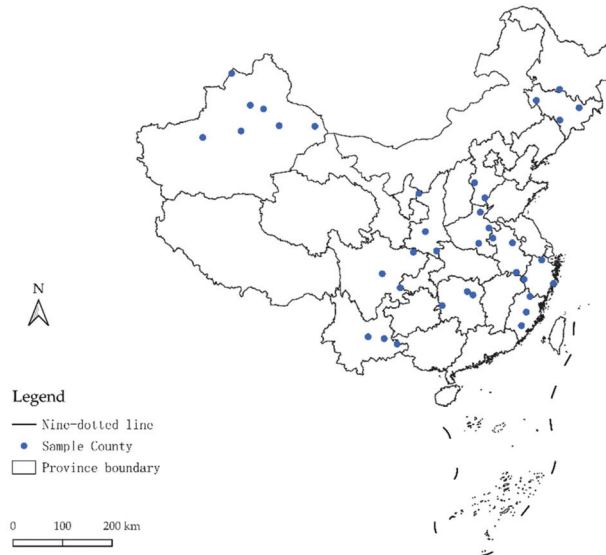 N
Legend
Nine-dotted line
Sample County
Province boundary
0 100 200 km